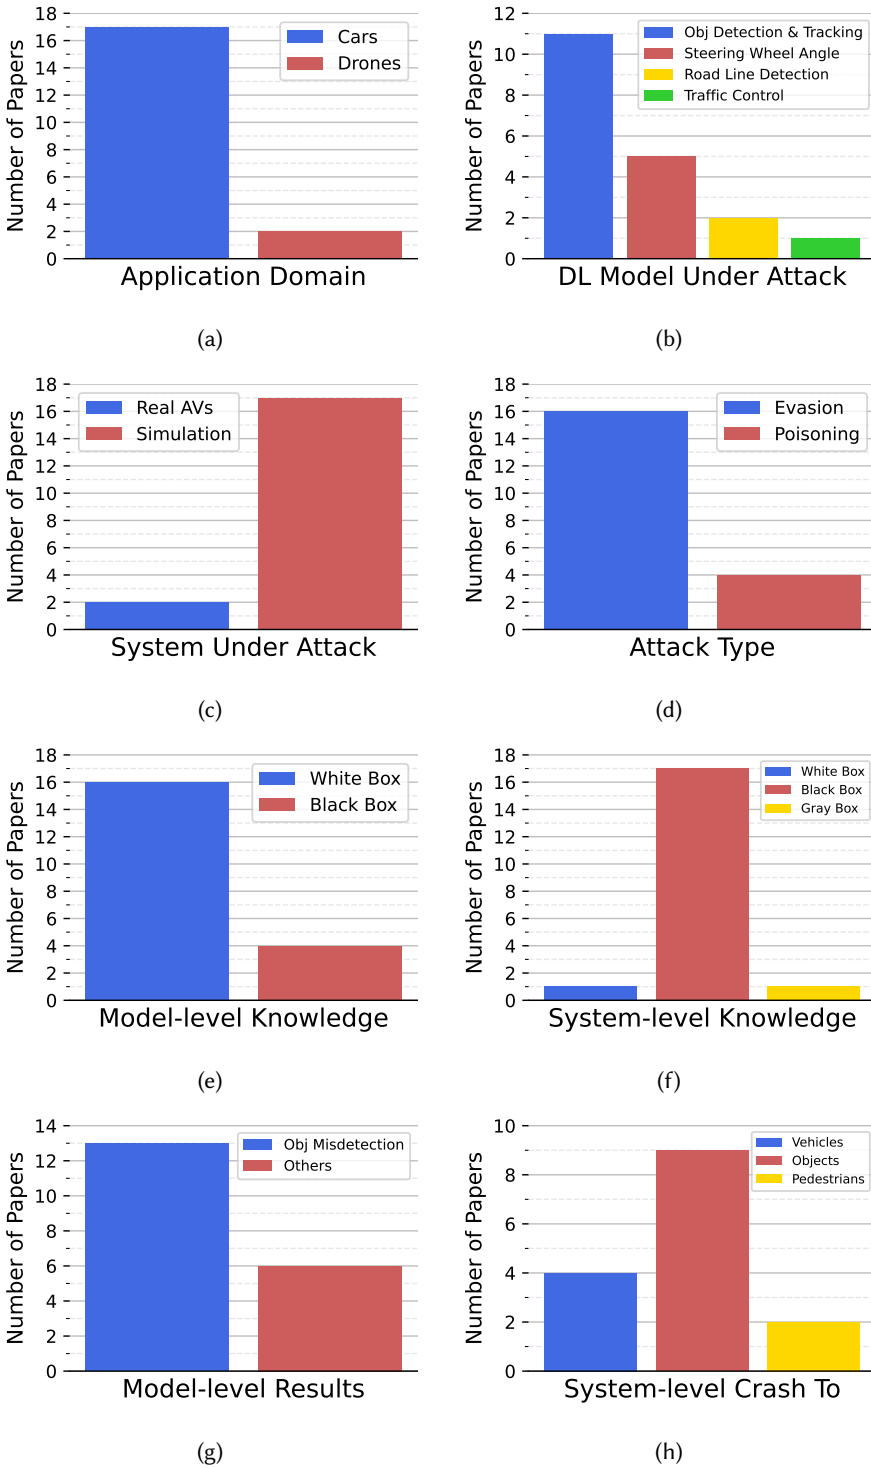 18
16
14
12
10
8
6
4
2
0
Number of Papers
Cars
Drones
Application Domain
(a)
12
10
8
6
4
2
0
Number of Papers
Obj Detection & Tracking
Steering Wheel Angle
Road Line Detection
Traffic Control
DL Model Under Attack
(b)
18
16
14
12
10
8
6
4
2
0
Number of Papers
Real AVs
Simulation
System Under Attack
(c)
18
16
14
12
10
8
6
4
2
0
Number of Papers
Evasion
Poisoning
Attack Type
(d)
18
16
14
12
10
8
6
4
2
0
Number of Papers
White Box
Black Box
Model-level Knowledge
(e)
18
16
14
12
10
8
6
4
2
0
Number of Papers
White Box
Black Box
Gray Box
System-level Knowledge
(f)
14
12
10
8
6
4
2
0
Number of Papers
Obj Misdetection
Others
Model-level Results
(g)
10
8
6
4
2
0
Number of Papers
Vehicles
Objects
Pedestrians
System-level Crash To
(h)